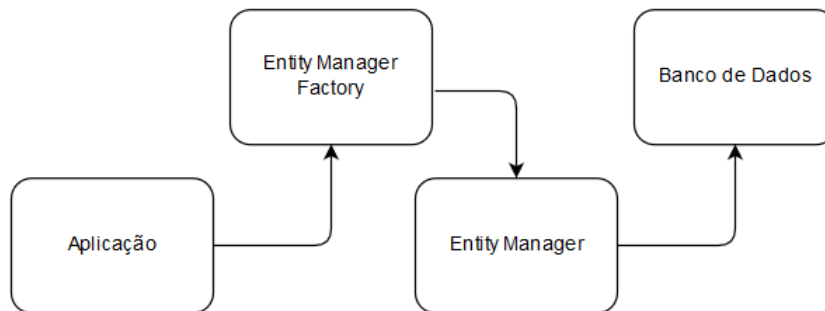 Entity Manager
Factory
Banco de Dados
Aplicação
Entity Manager